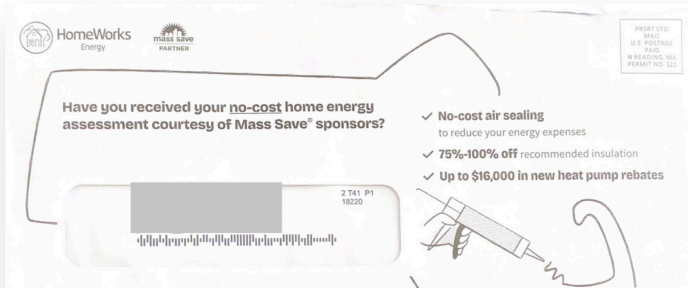 HomeWorks
Energy
mass save
PARTNER
PRSRT STD
MAIL
U.S. POSTAGE
PAID
N READING, MA
PERMIT NO. 121
Have you received your no-cost home energy
assessment courtesy of Mass Save® sponsors?
✓ No-cost air sealing
to reduce your energy expenses
✓ 75%-100% off recommended insulation
✓ Up to $16,000 in new heat pump rebates
2 T41 P1
18220